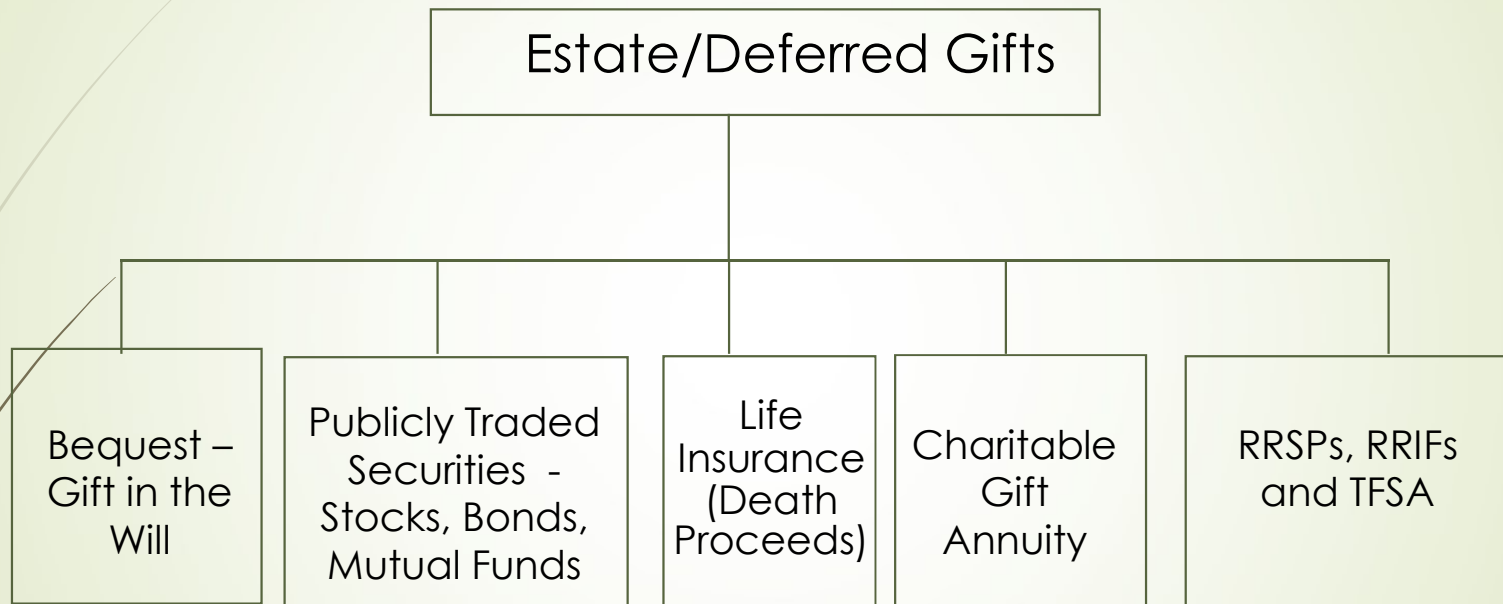 Estate/Deferred Gifts
Bequest –
Gift in the
Will
Publicly Traded
Securities  -
Stocks, Bonds,
Mutual Funds
Life
Insurance
(Death
Proceeds)
Charitable
Gift
Annuity
RRSPs, RRIFs
and TFSA